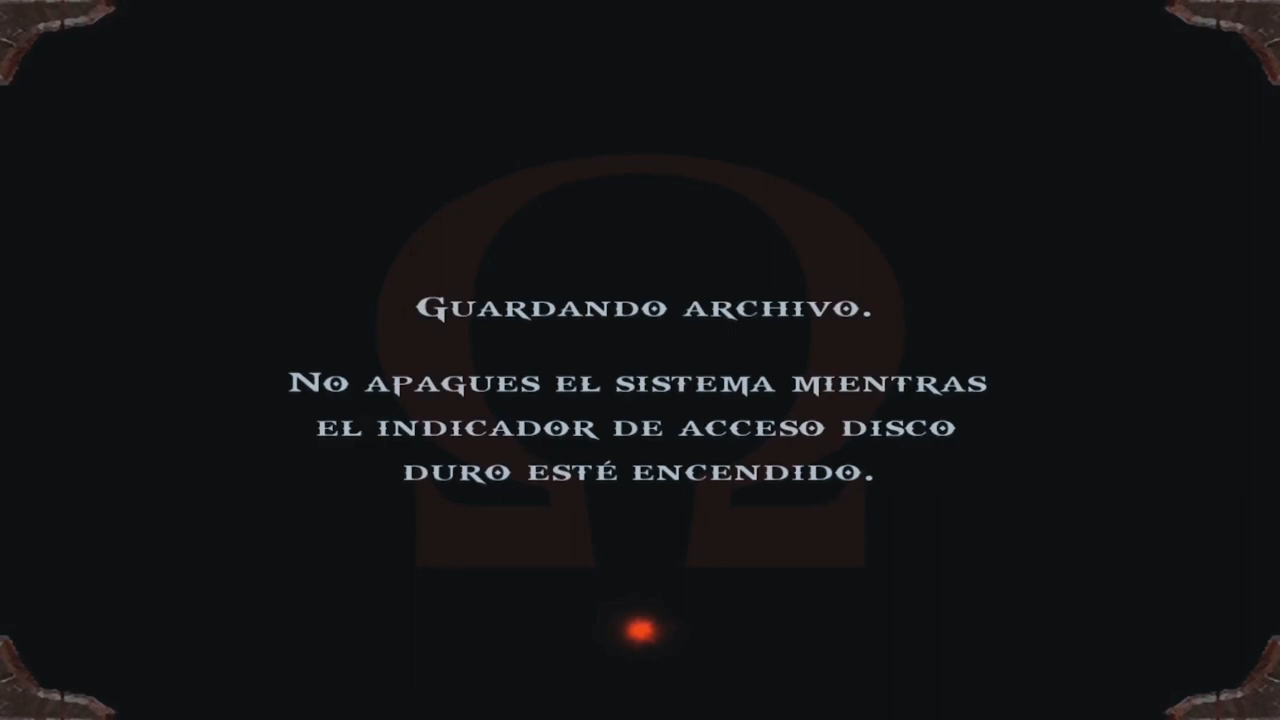 Guardando archivo.
No apagues el sistema mientras
el indicador de acceso disco
duro esté encendido.